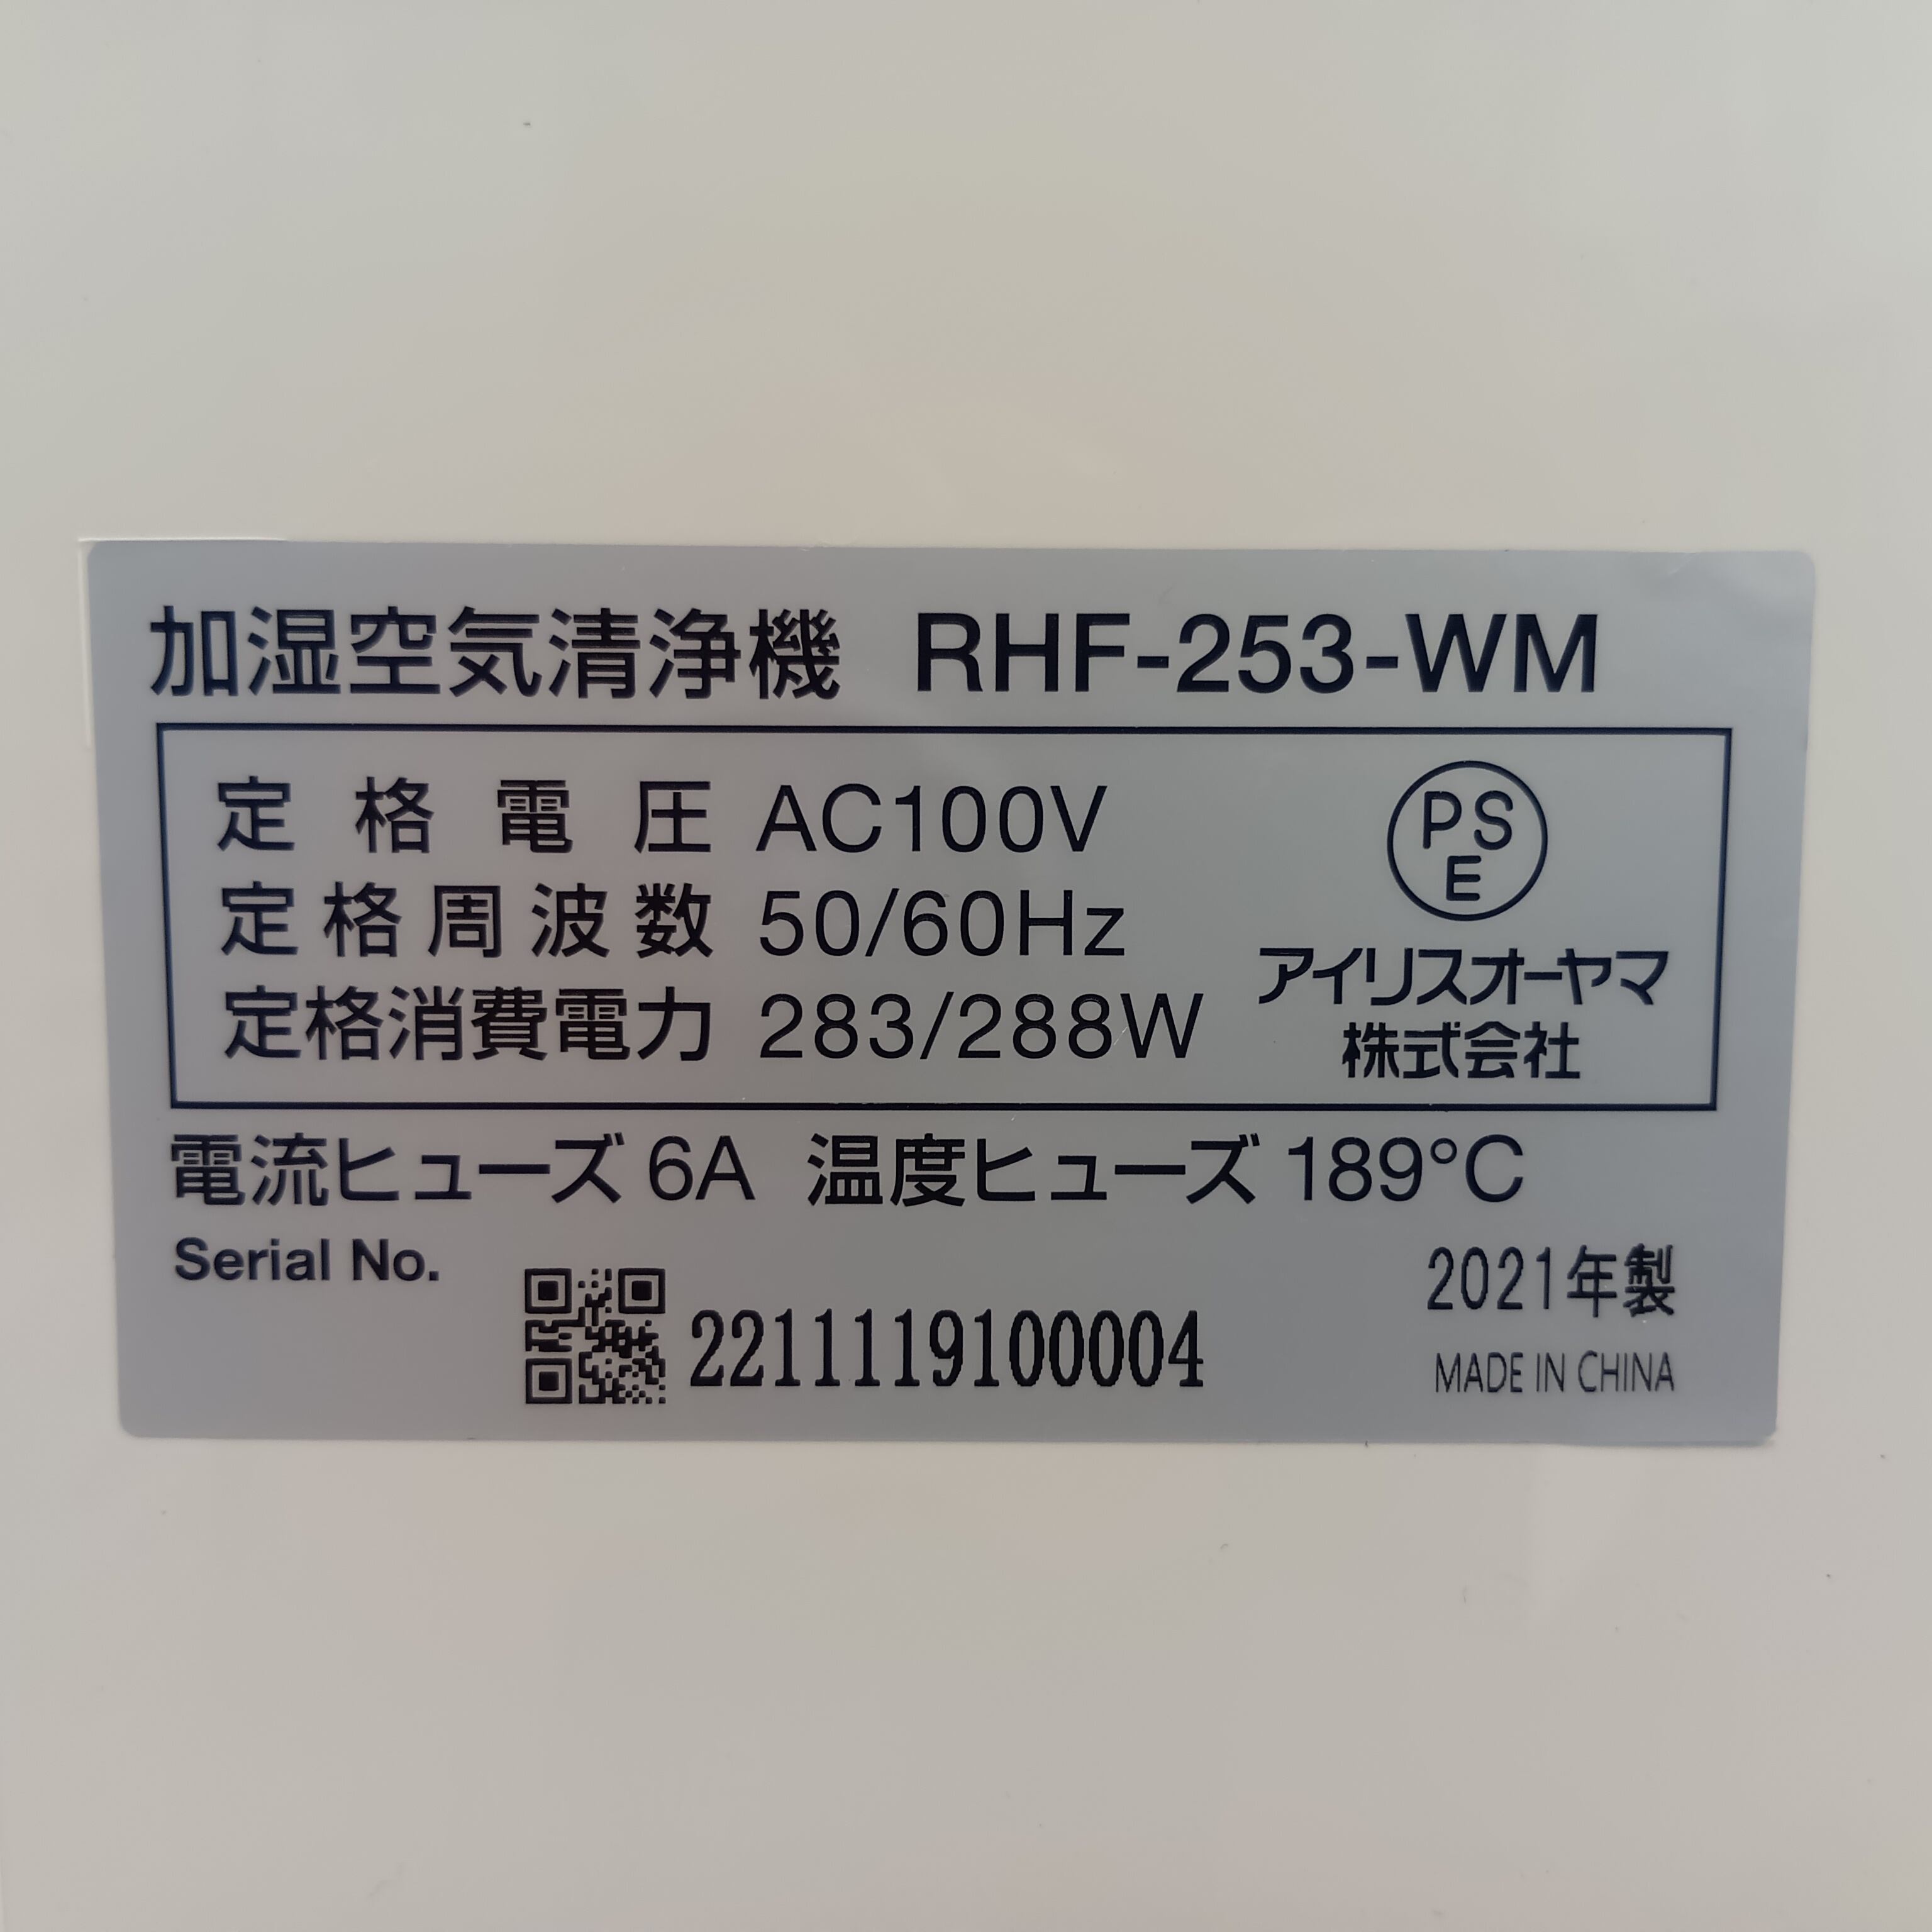 加湿空気清浄機 RHF-253-WM
定格電圧 AC100V
定格周波数 50/60Hz
定格消費電力 283/288W
PS
E
アイリスオーヤマ
株式会社
電流ヒューズ 6A 温度ヒューズ 189°C
Serial No.
2211119100004
2021年製
MADE IN CHINA